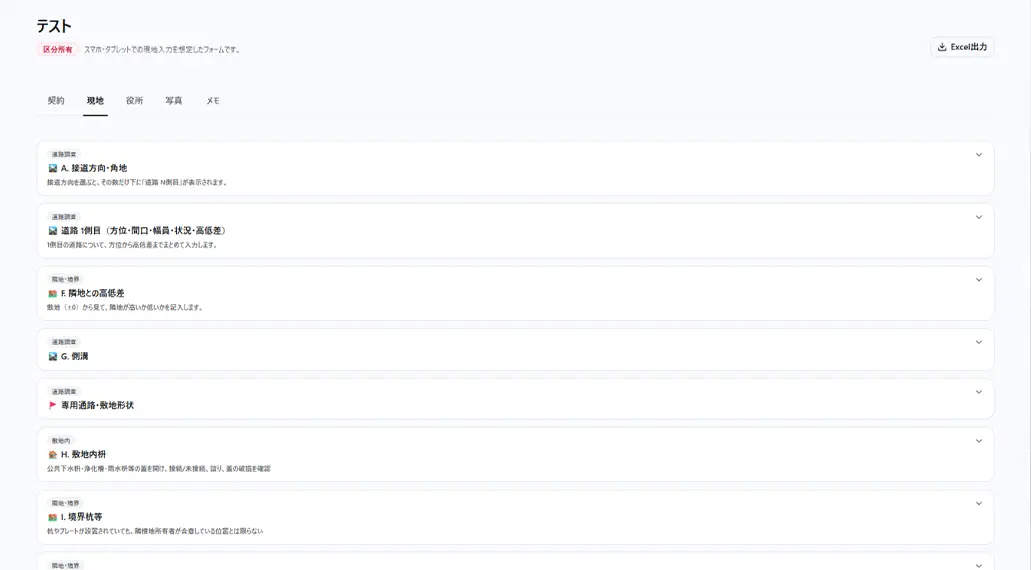 テスト
区分所有 スマホ・タブレットでの現地入力を想定したフォームです。
Excel出力
契約 現地 役所 写真 メモ
道路調査
A. 接道方向・角地
接道方向を選ぶと、その数だけ下に「道路 N側目」が表示されます。
道路調査
道路 1側目（方位・間口・幅員・状況・高低差）
1側目の道路について、方位から高低差までまとめて入力します。
隣地・境界
F. 隣地との高低差
敷地（±0）から見て、隣地が高いか低いかを記入します。
道路調査
G. 側溝
道路調査
専用通路・敷地形状
敷地内
H. 敷地内枡
公共下水枡・浄化槽・雨水枡等の蓋を開け、接続/未接続、詰り、蓋の破損を確認
隣地・境界
I. 境界杭等
杭やプレートが設置されていても、隣接地所有者が合意している位置とは限らない
隣地・境界